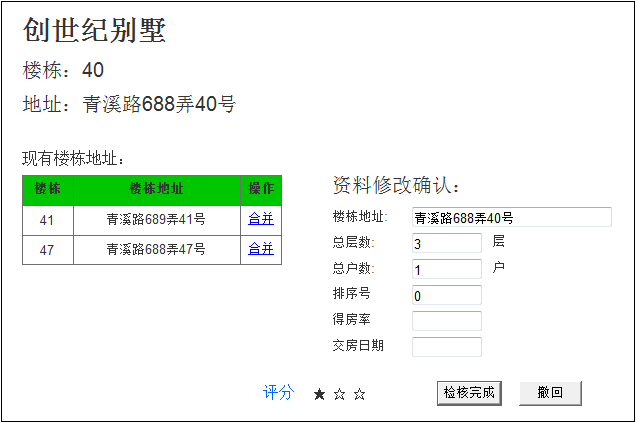 创世纪别墅
楼栋：40
地址：青溪路688弄40号
现有楼栋地址：
楼栋 楼栋地址 操作
41 青溪路689弄41号 合并
47 青溪路688弄47号 合并
资料修改确认：
楼栋地址: 青溪路688弄40号
总层数: 3 层
总户数: 1 户
排序号 0
得房率
交房日期
评分 ★ ☆ ☆ 检核完成 撤回